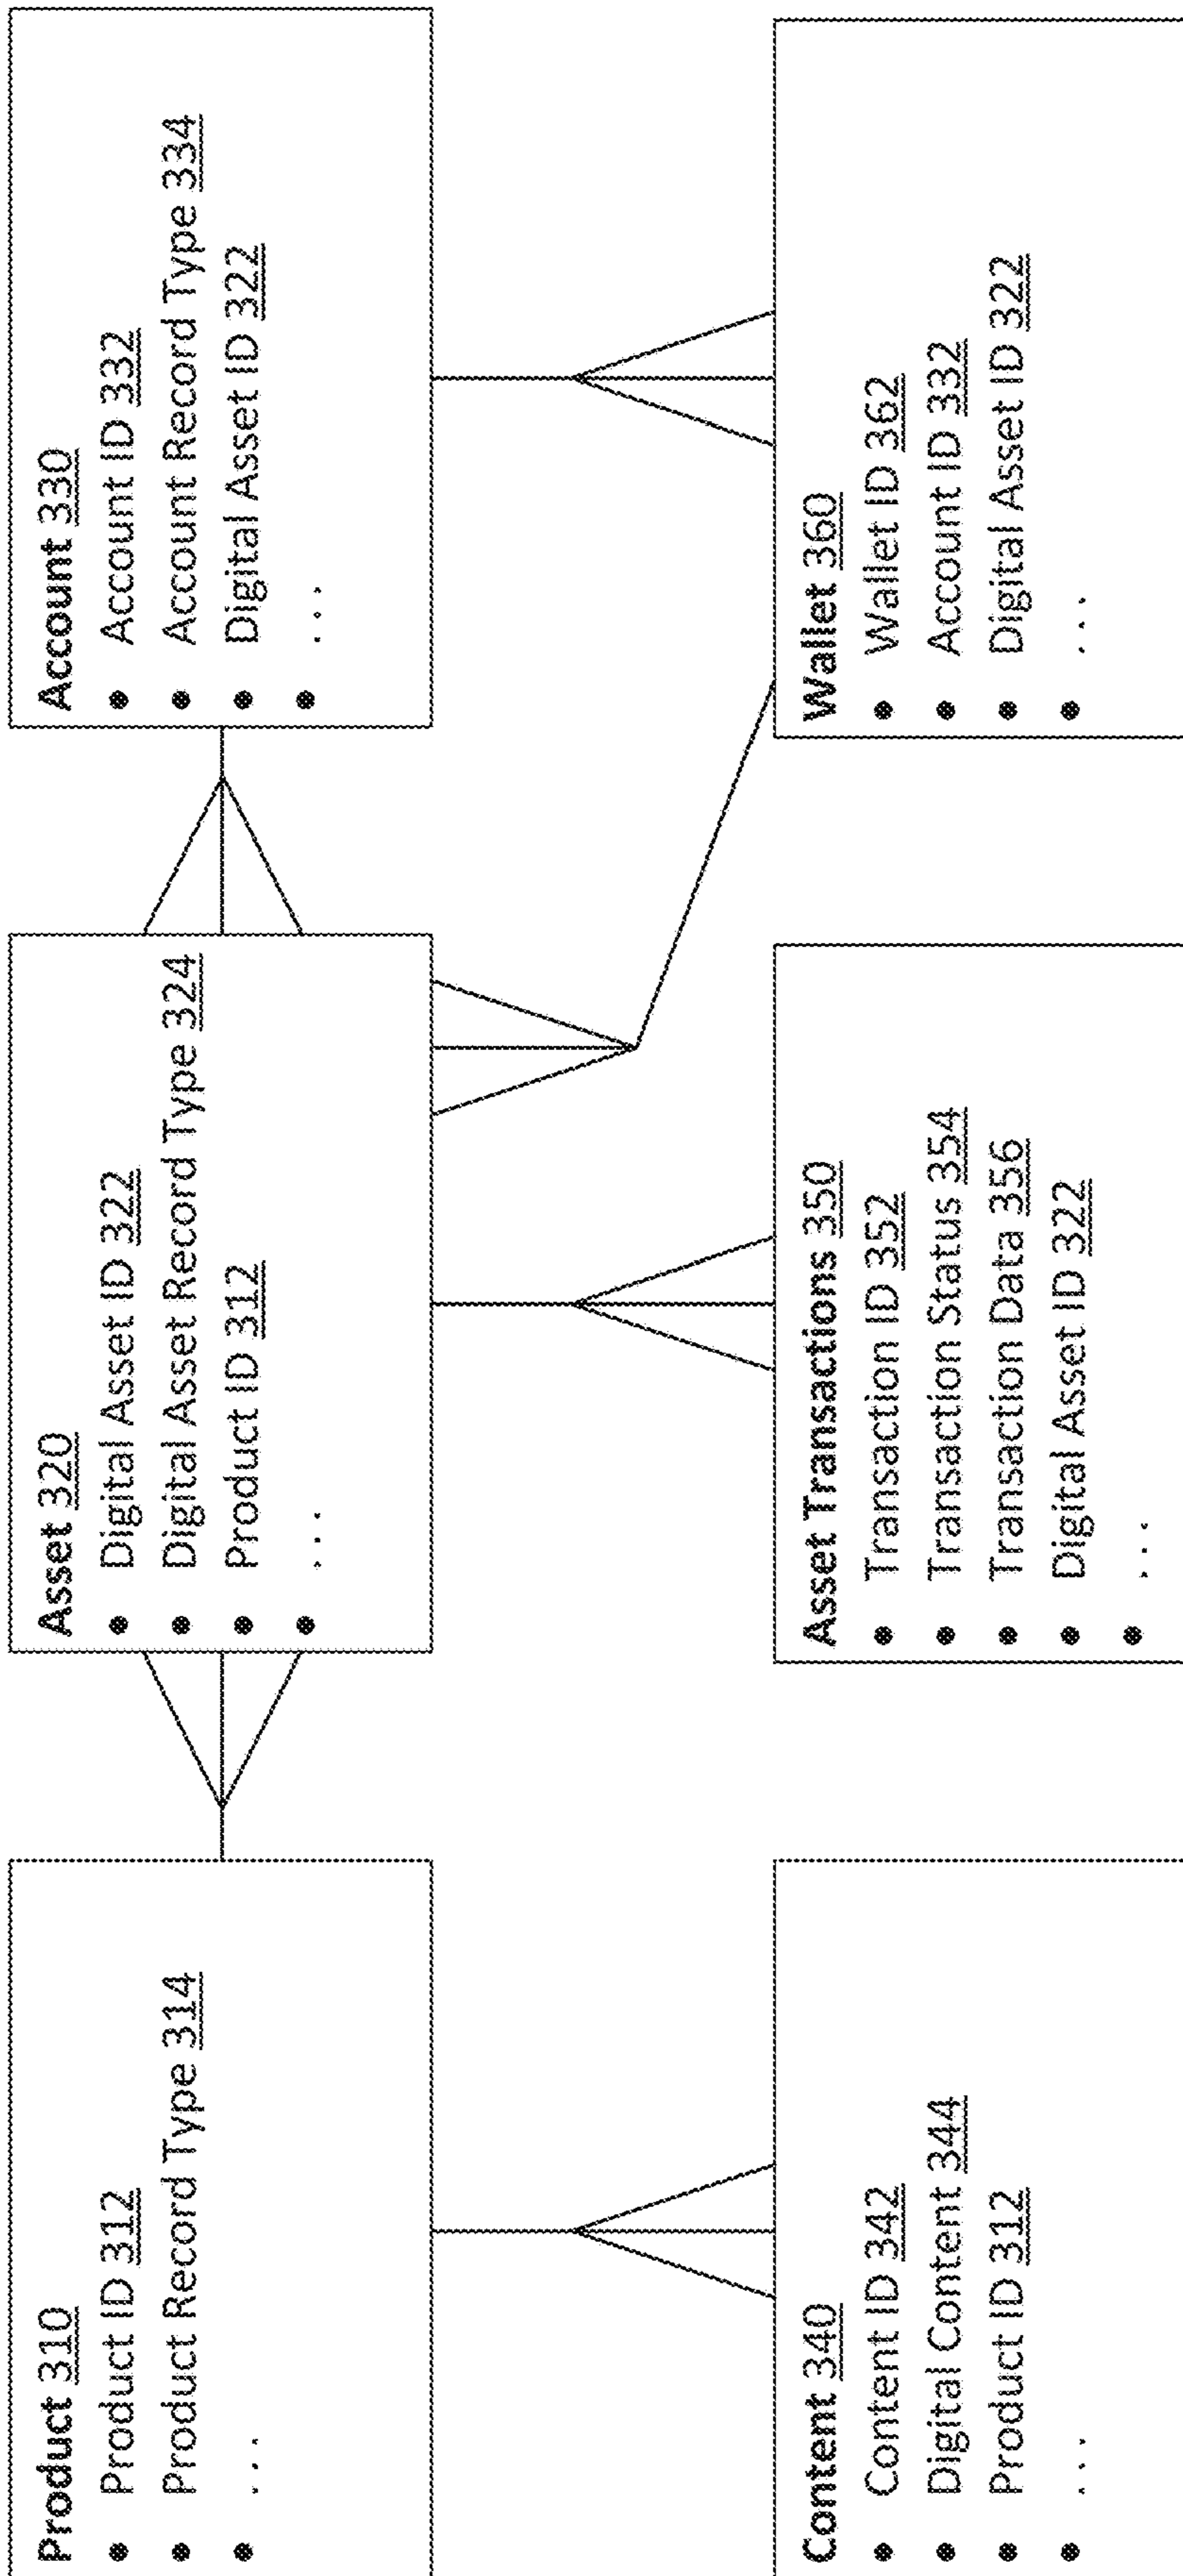 Product 310
• Product ID 312
• Product Record Type 314
• ...
Asset 320
• Digital Asset ID 322
• Digital Asset Record Type 324
• Product ID 312
• ...
Account 330
• Account ID 332
• Account Record Type 334
• Digital Asset ID 322
• ...
Content 340
• Content ID 342
• Digital Content 344
• Product ID 312
• ...
Asset Transactions 350
• Transaction ID 352
• Transaction Status 354
• Transaction Data 356
• Digital Asset ID 322
• ...
Wallet 360
• Wallet ID 362
• Account ID 332
• Digital Asset ID 322
• ...